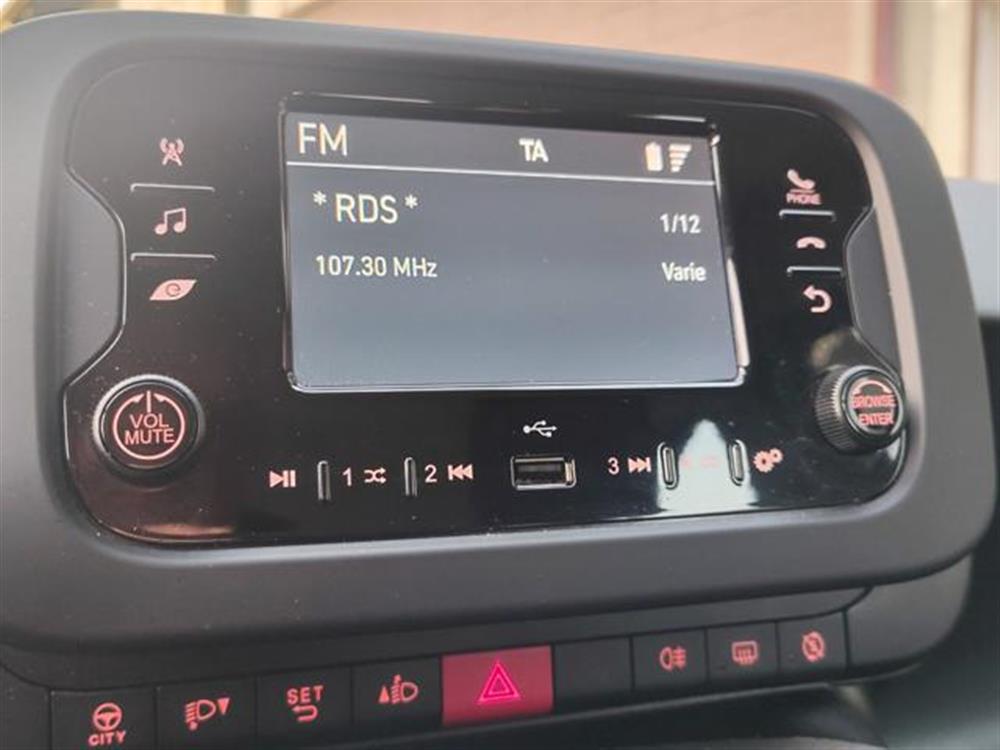 FM TA
* RDS *
1/12
107.30 MHz
Varie
PHONE
VOL
MUTE
BROWSE
ENTER
1
2
3
CITY
SET